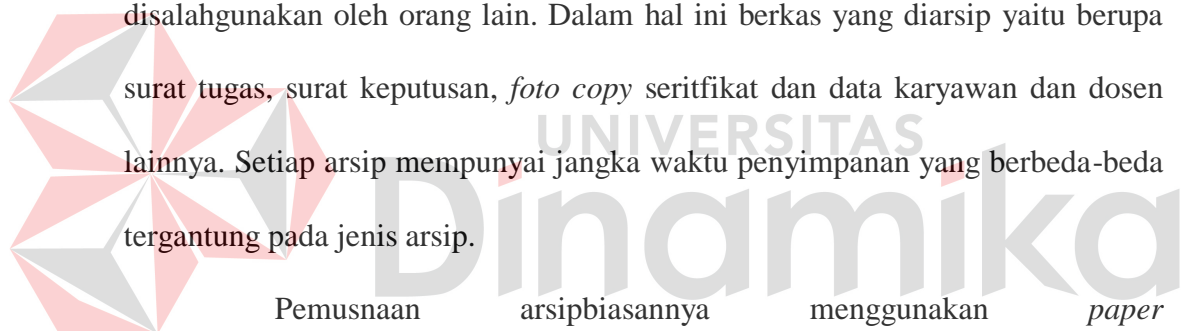 disalahgunakan oleh orang lain. Dalam hal ini berkas yang diarsip yaitu berupa
surat tugas, surat keputusan, foto copy seritfikat dan data karyawan dan dosen
UNIVERSITAS
lainnya. Setiap arsip mempunyai jangka waktu penyimpanan yang berbeda-beda
Dinamika
tergantung pada jenis arsip.
Pemusnaan arsipbiasannya menggunakan paper